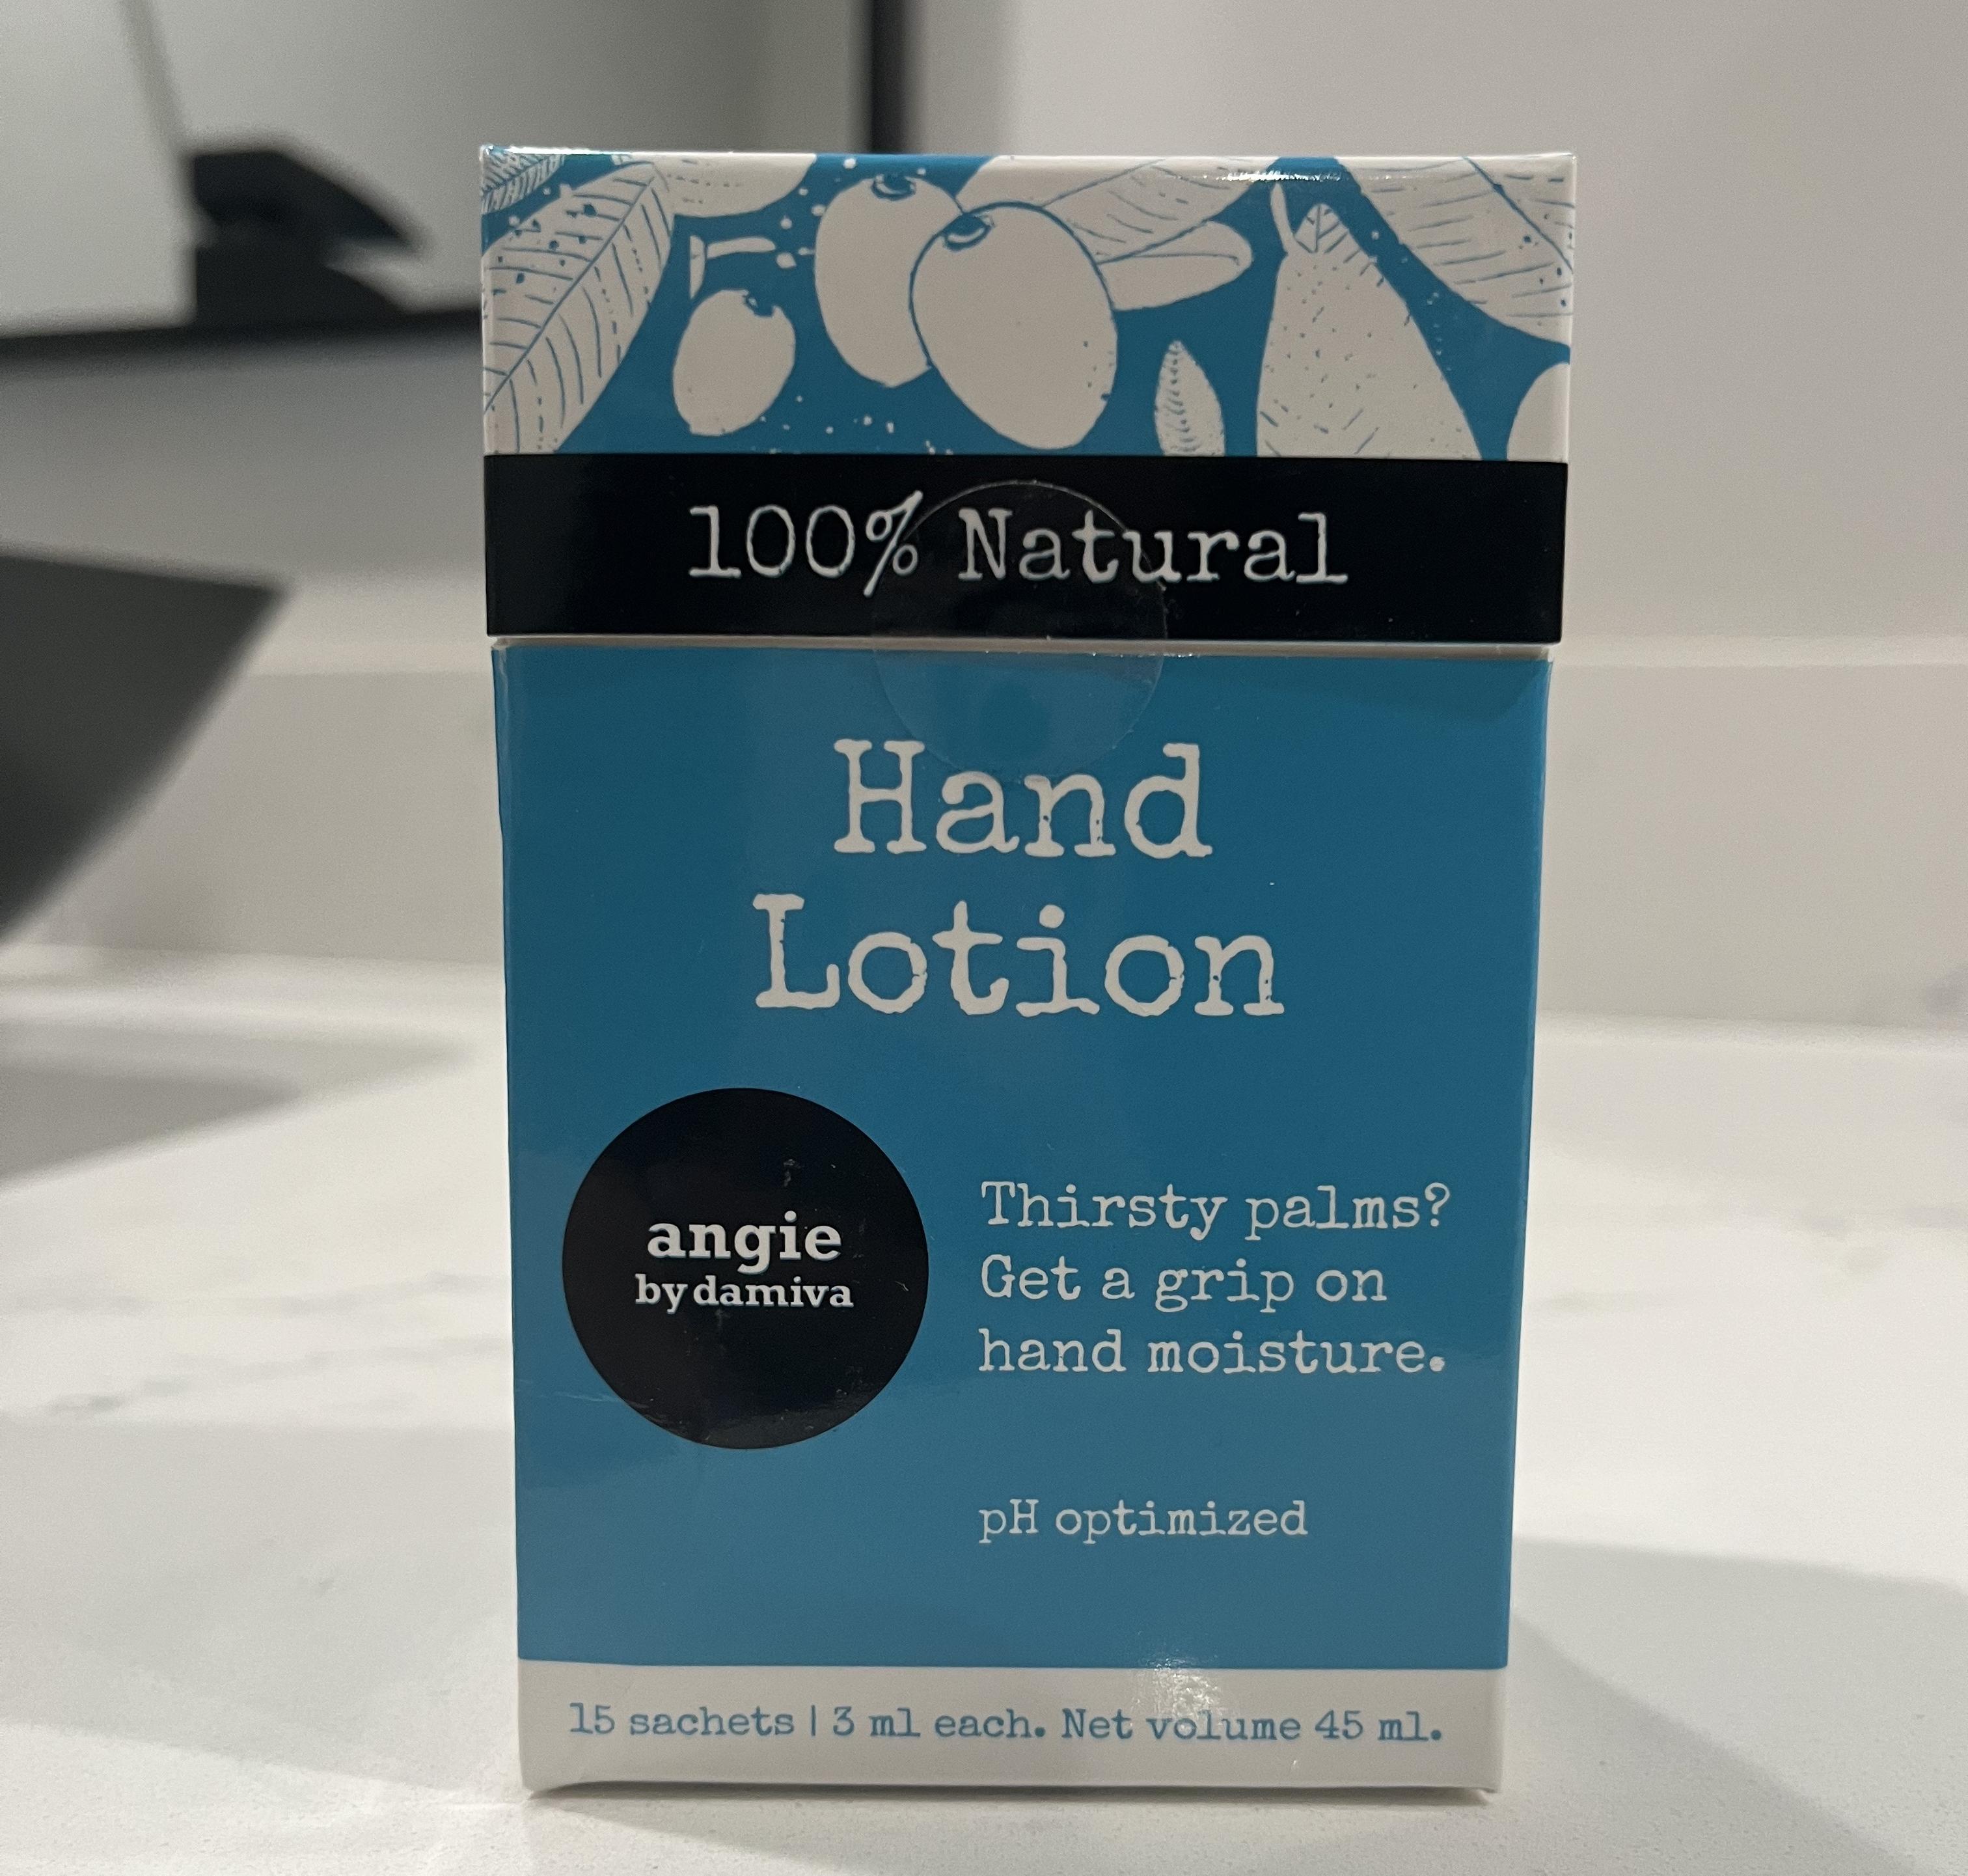 100% Natural
Hand
Lotion
angie
by damiva
Thirsty palms?
Get a grip on
hand moisture.
pH optimized
15 sachets | 3 ml each. Net volume 45 ml.